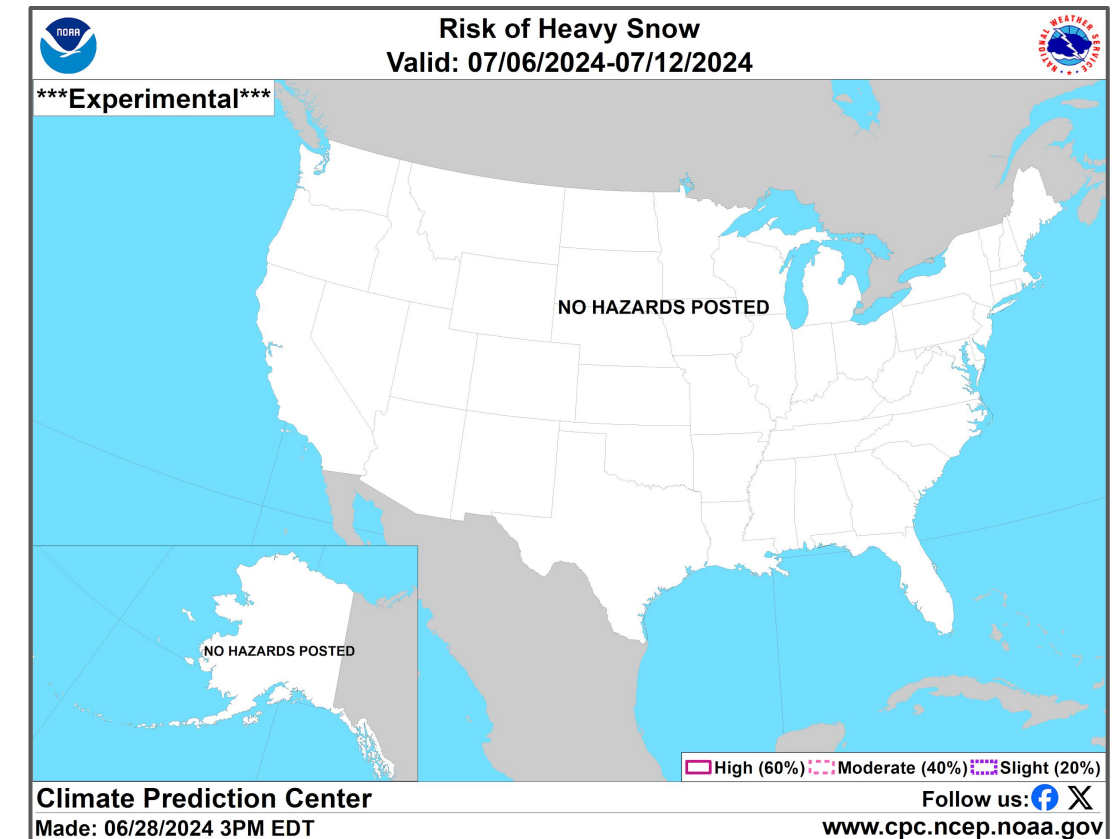 NOAA
Risk of Heavy Snow
Valid: 07/06/2024-07/12/2024
NATIONAL WEATHER SERVICE
***Experimental***
NO HAZARDS POSTED
NO HAZARDS POSTED
High (60%) Moderate (40%) Slight (20%)
Climate Prediction Center
Follow us:
Made: 06/28/2024 3PM EDT
www.cpc.ncep.noaa.gov